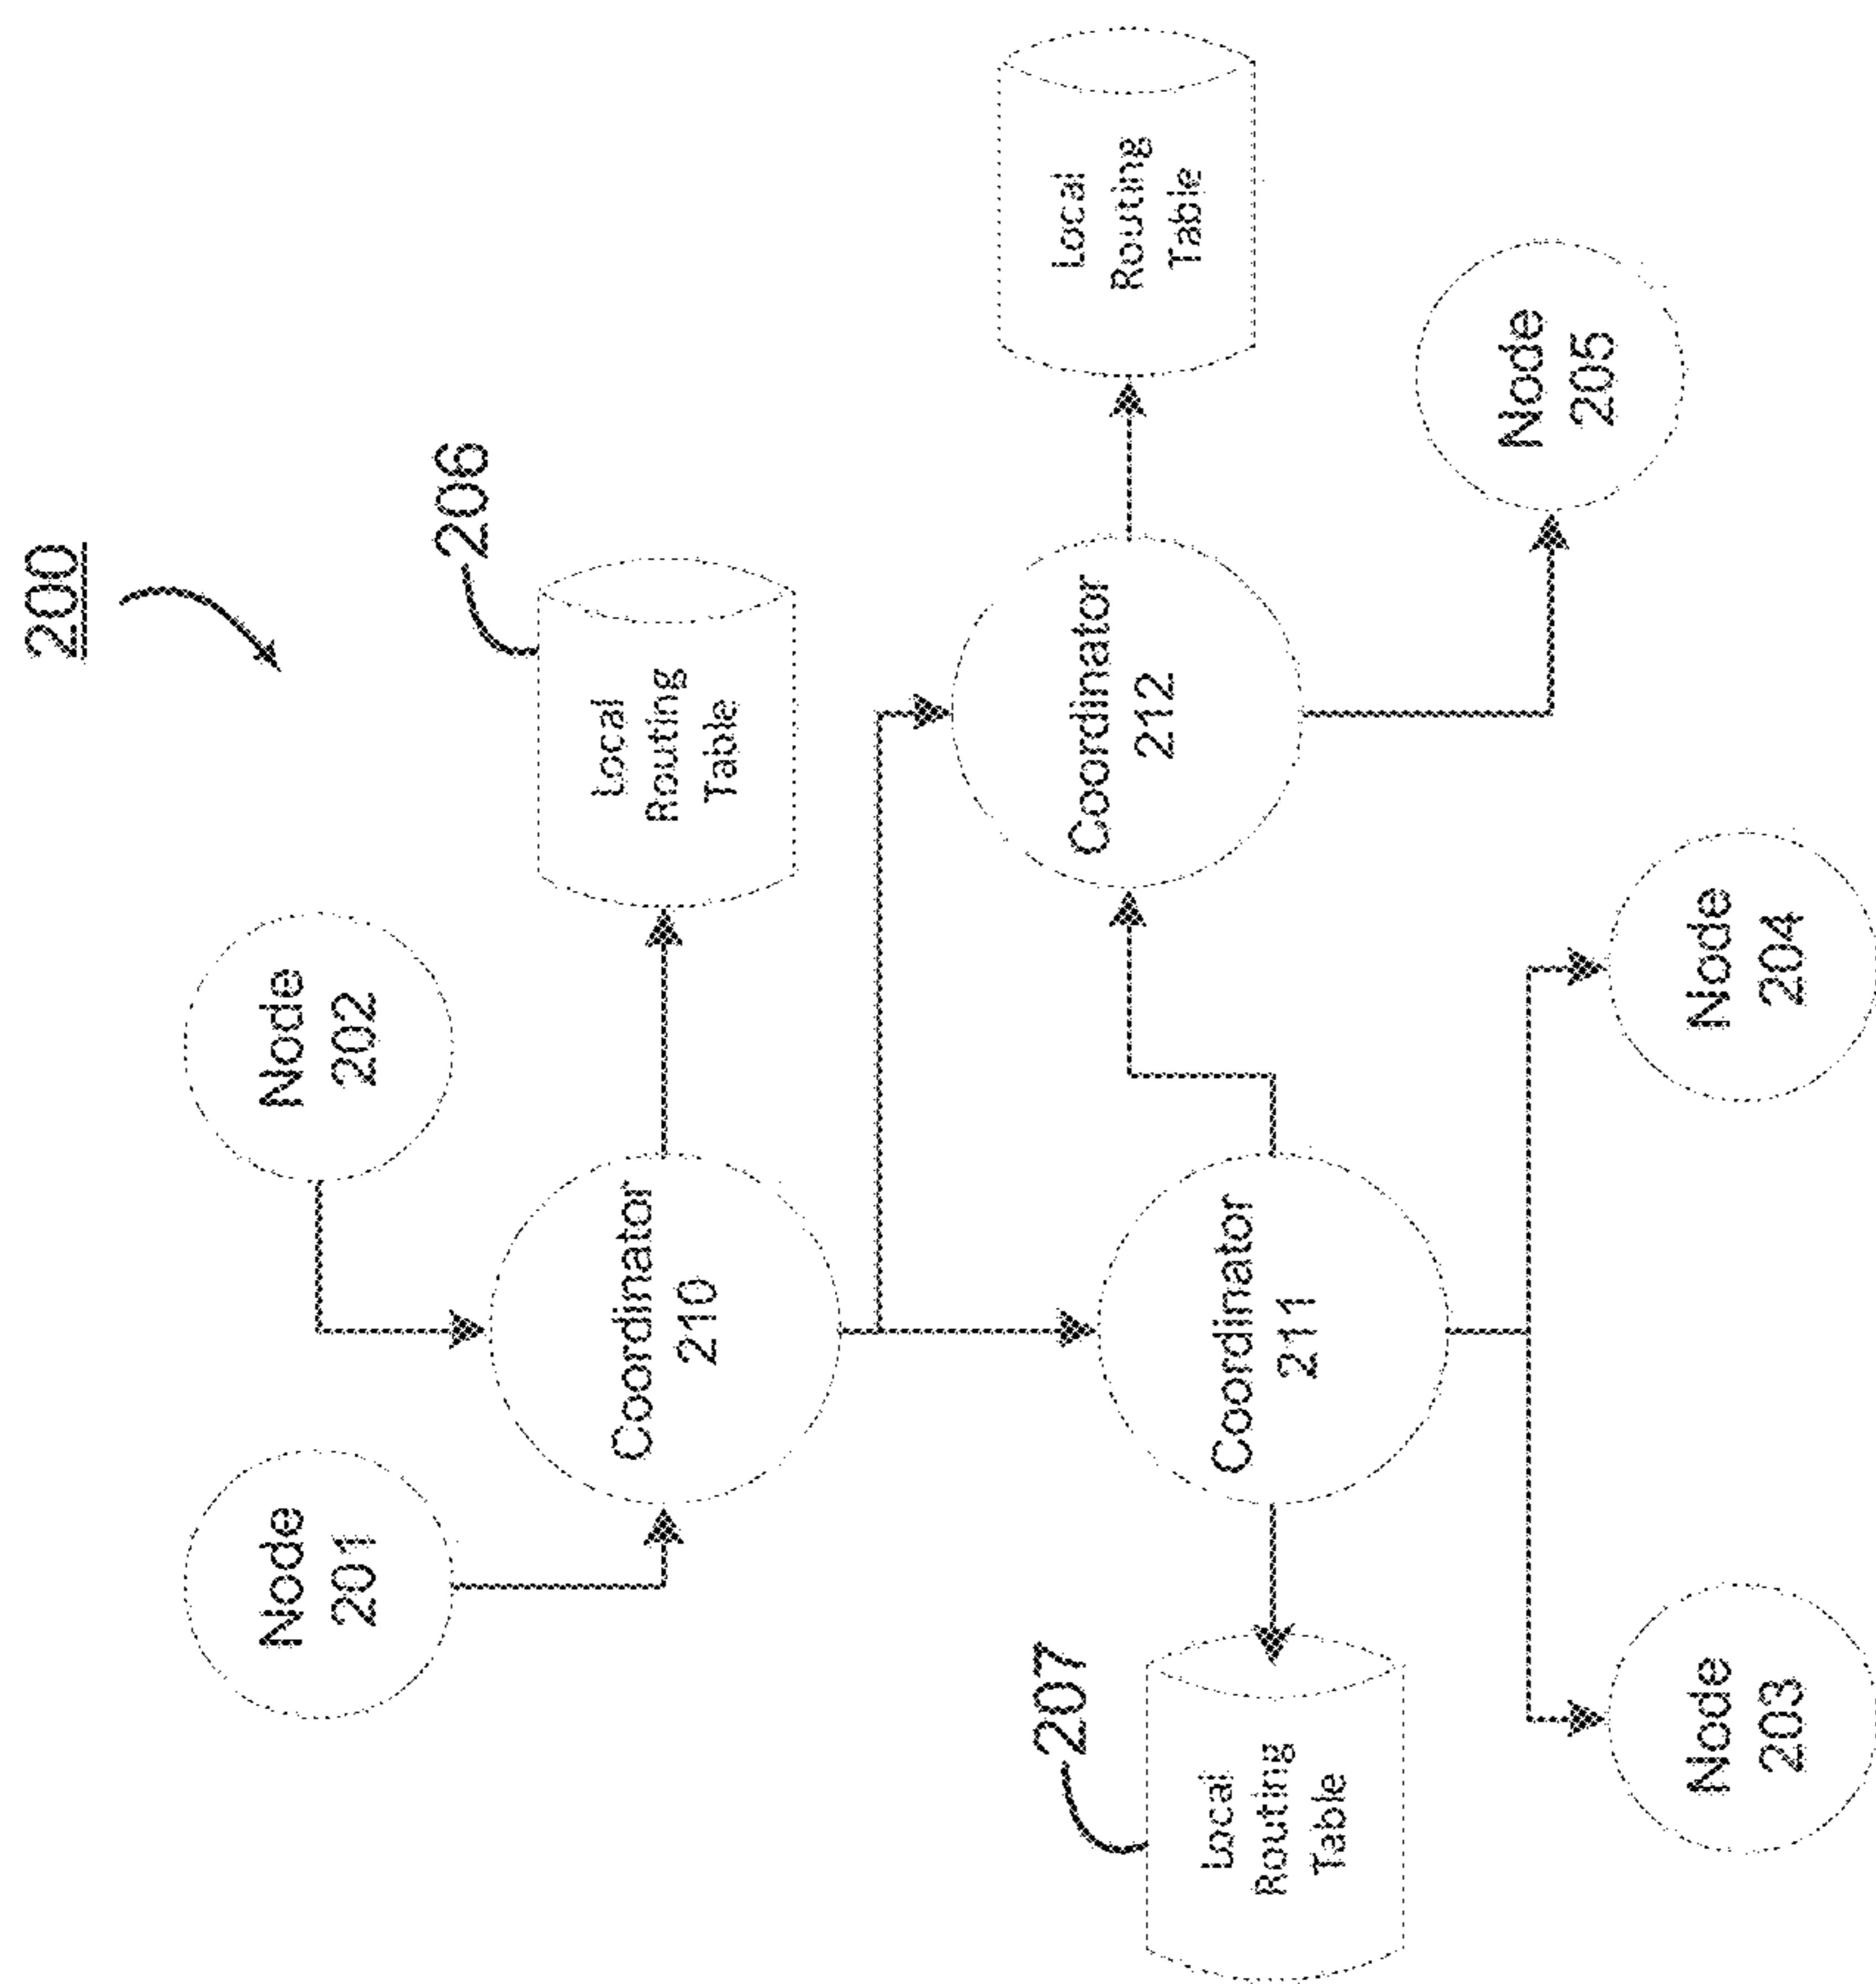 200
Node
201
Node
202
Coordinator
210
Local
Routing
Table
206
Coordinator
211
Local
Routing
Table
207
Coordinator
212
Local
Routing
Table
Node
203
Node
204
Node
205